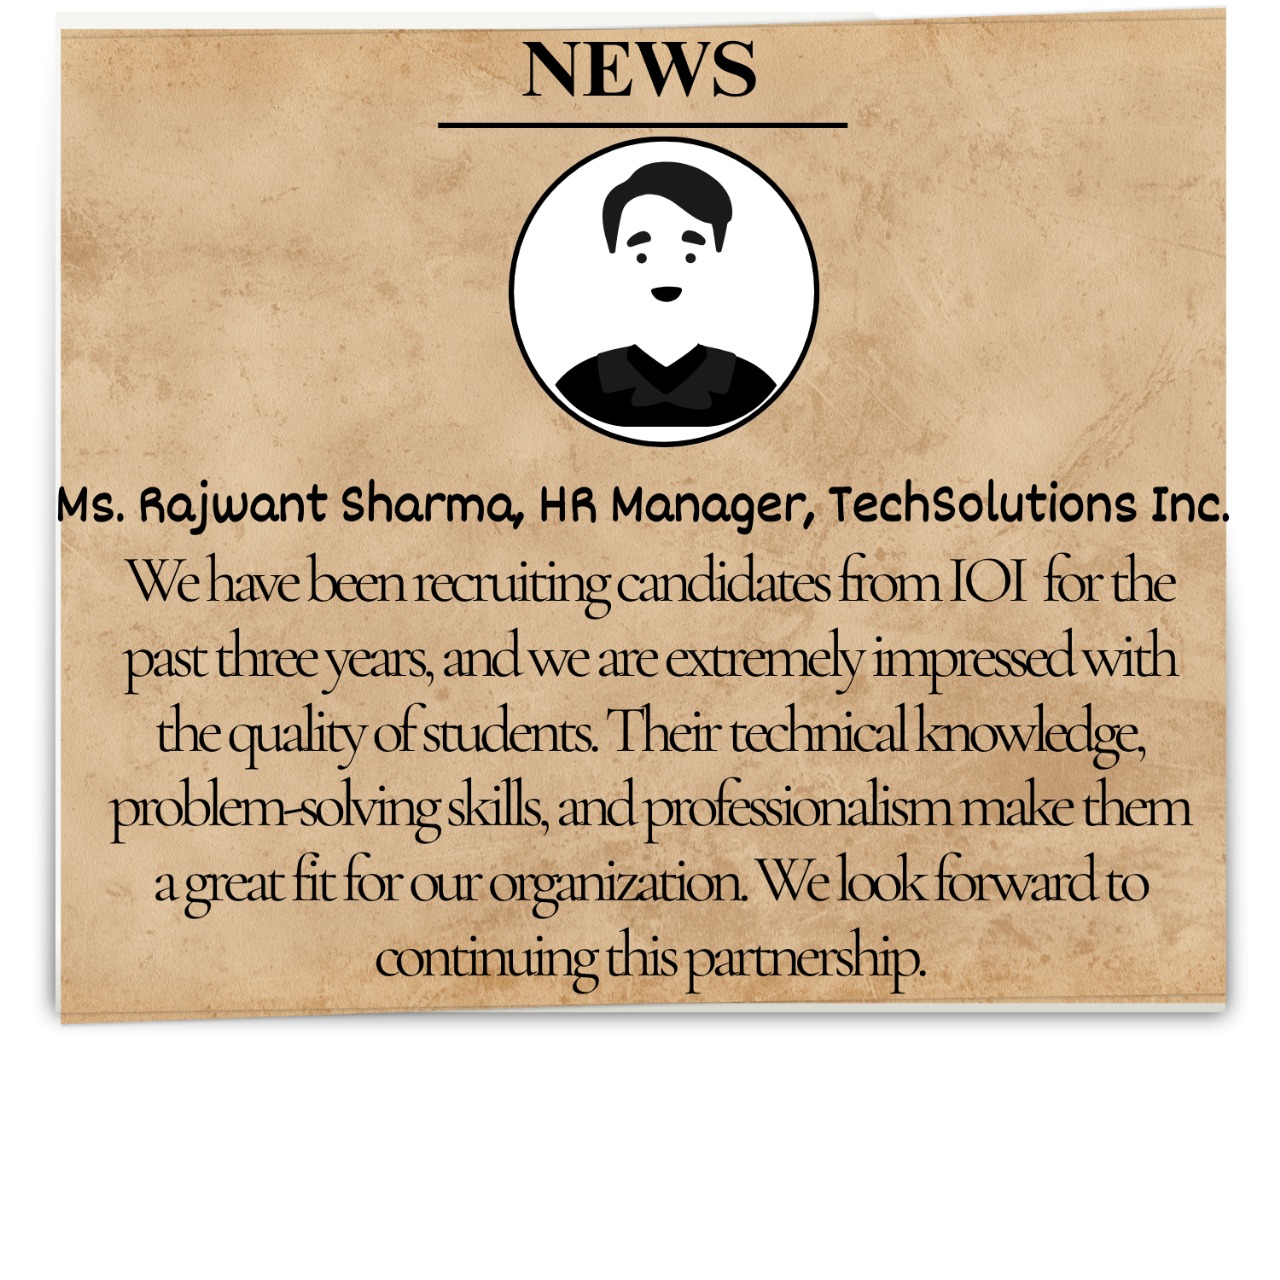 NEWS
Ms. Rajwant Sharma, HR Manager, TechSolutions Inc.
We have been recruiting candidates from IOI for the
past three years, and we are extremely impressed with
the quality of students. Their technical knowledge,
problem-solving skills, and professionalism make them
a great fit for our organization. We look forward to
continuing this partnership.